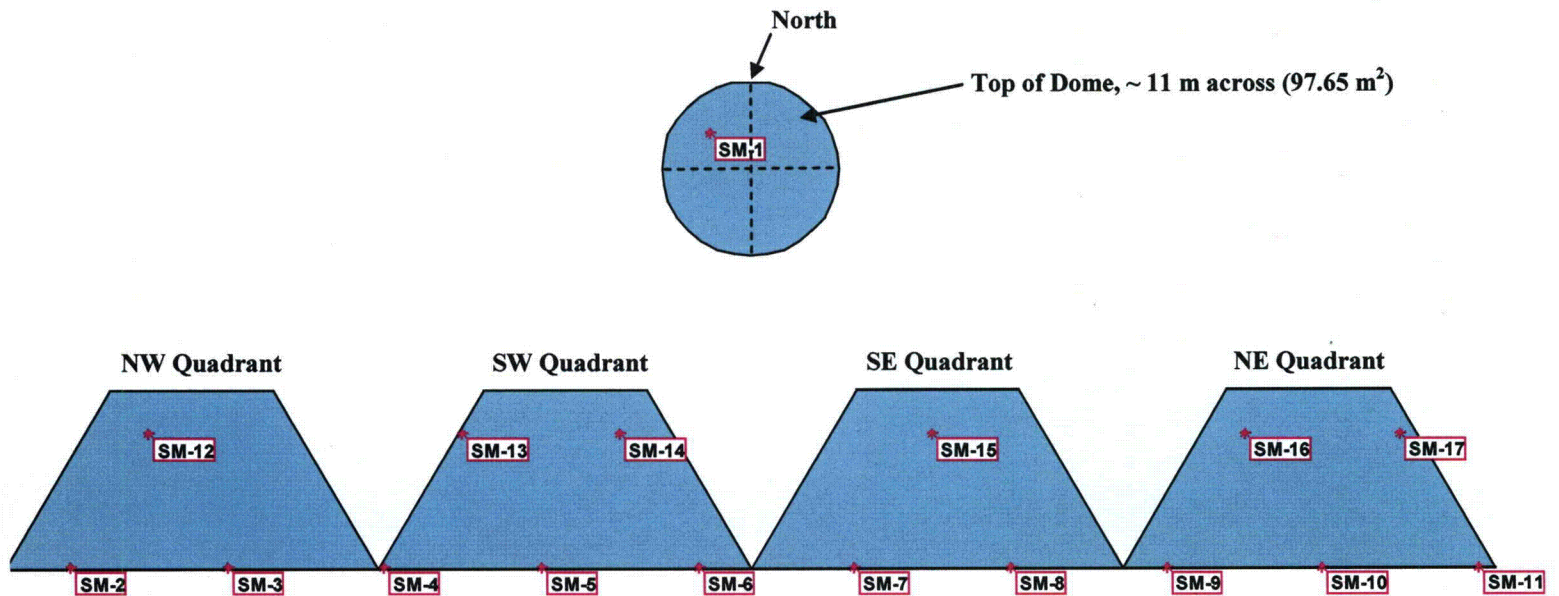 North
Top of Dome, ~ 11 m across (97.65 m²)
SM-1
NW Quadrant
SW Quadrant
SE Quadrant
NE Quadrant
SM-12
SM-13
SM-14
SM-15
SM-16
SM-17
SM-2
SM-3
SM-4
SM-5
SM-6
SM-7
SM-8
SM-9
SM-10
SM-11